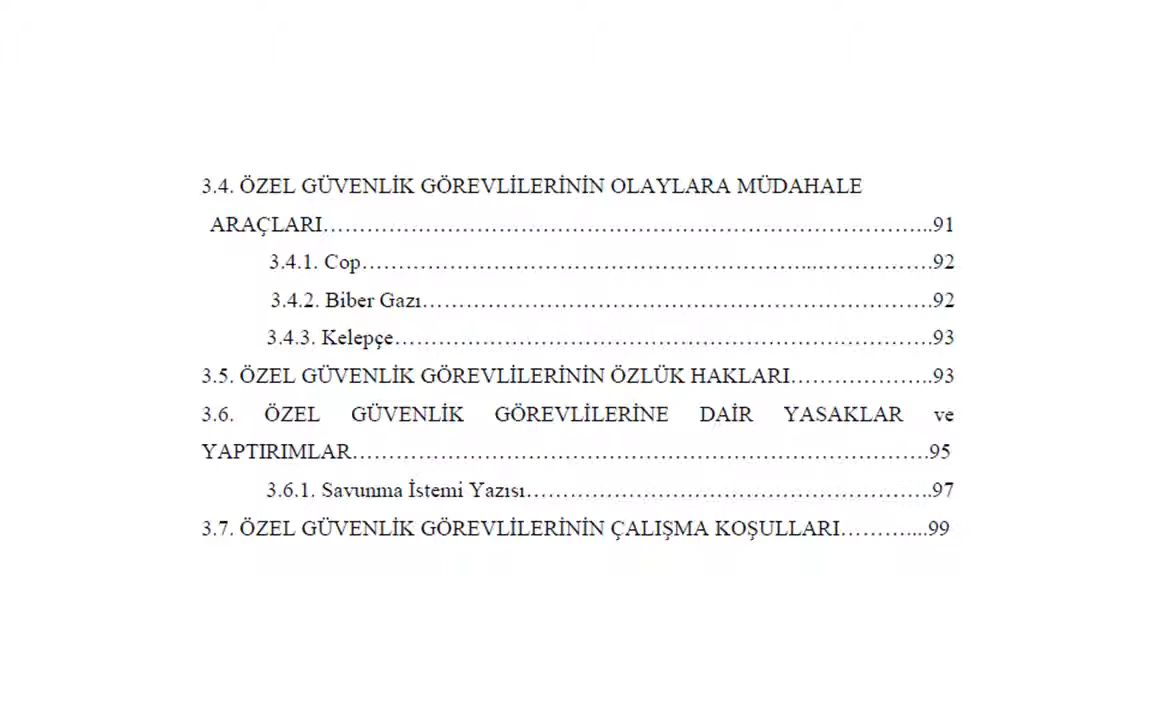 3.4. ÖZEL GÜVENLİK GÖREVLİLERİNİN OLAYLARA MÜDAHALE
ARAÇLARI……………………………………………………………………………...91
3.4.1. Cop……………………………………………………...………………92
3.4.2. Biber Gazı………………………………………………………………92
3.4.3. Kelepçe…………………………………………………….……………93
3.5. ÖZEL GÜVENLİK GÖREVLİLERİNİN ÖZLÜK HAKLARI………………..93
3.6. ÖZEL GÜVENLİK GÖREVLİLERİNE DAİR YASAKLAR ve
YAPTIRIMLAR………………………………………………………………………….95
3.6.1. Savunma İstemi Yazısı………………………………………………….97
3.7. ÖZEL GÜVENLİK GÖREVLİLERİNİN ÇALIŞMA KOŞULLARI………....99